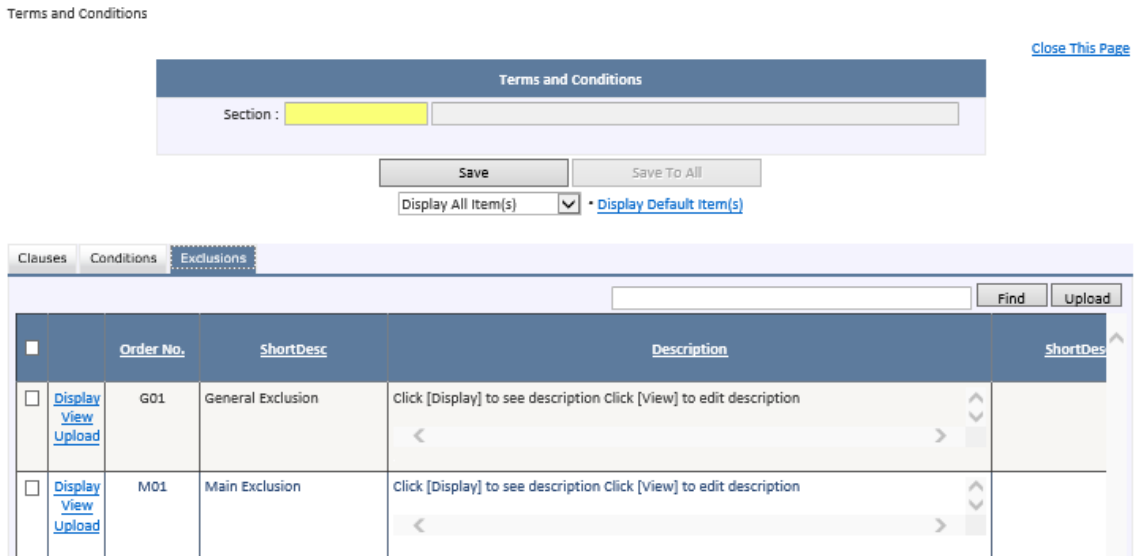 Terms and Conditions
Close This Page
Terms and Conditions
Section :
Save Save To All
Display All Item(s) • Display Default Item(s)
Clauses Conditions Exclusions
Find Upload
Order No. ShortDesc Description ShortDes
Display G01 General Exclusion Click [Display] to see description Click [View] to edit description
View
Upload
Display M01 Main Exclusion Click [Display] to see description Click [View] to edit description
View
Upload